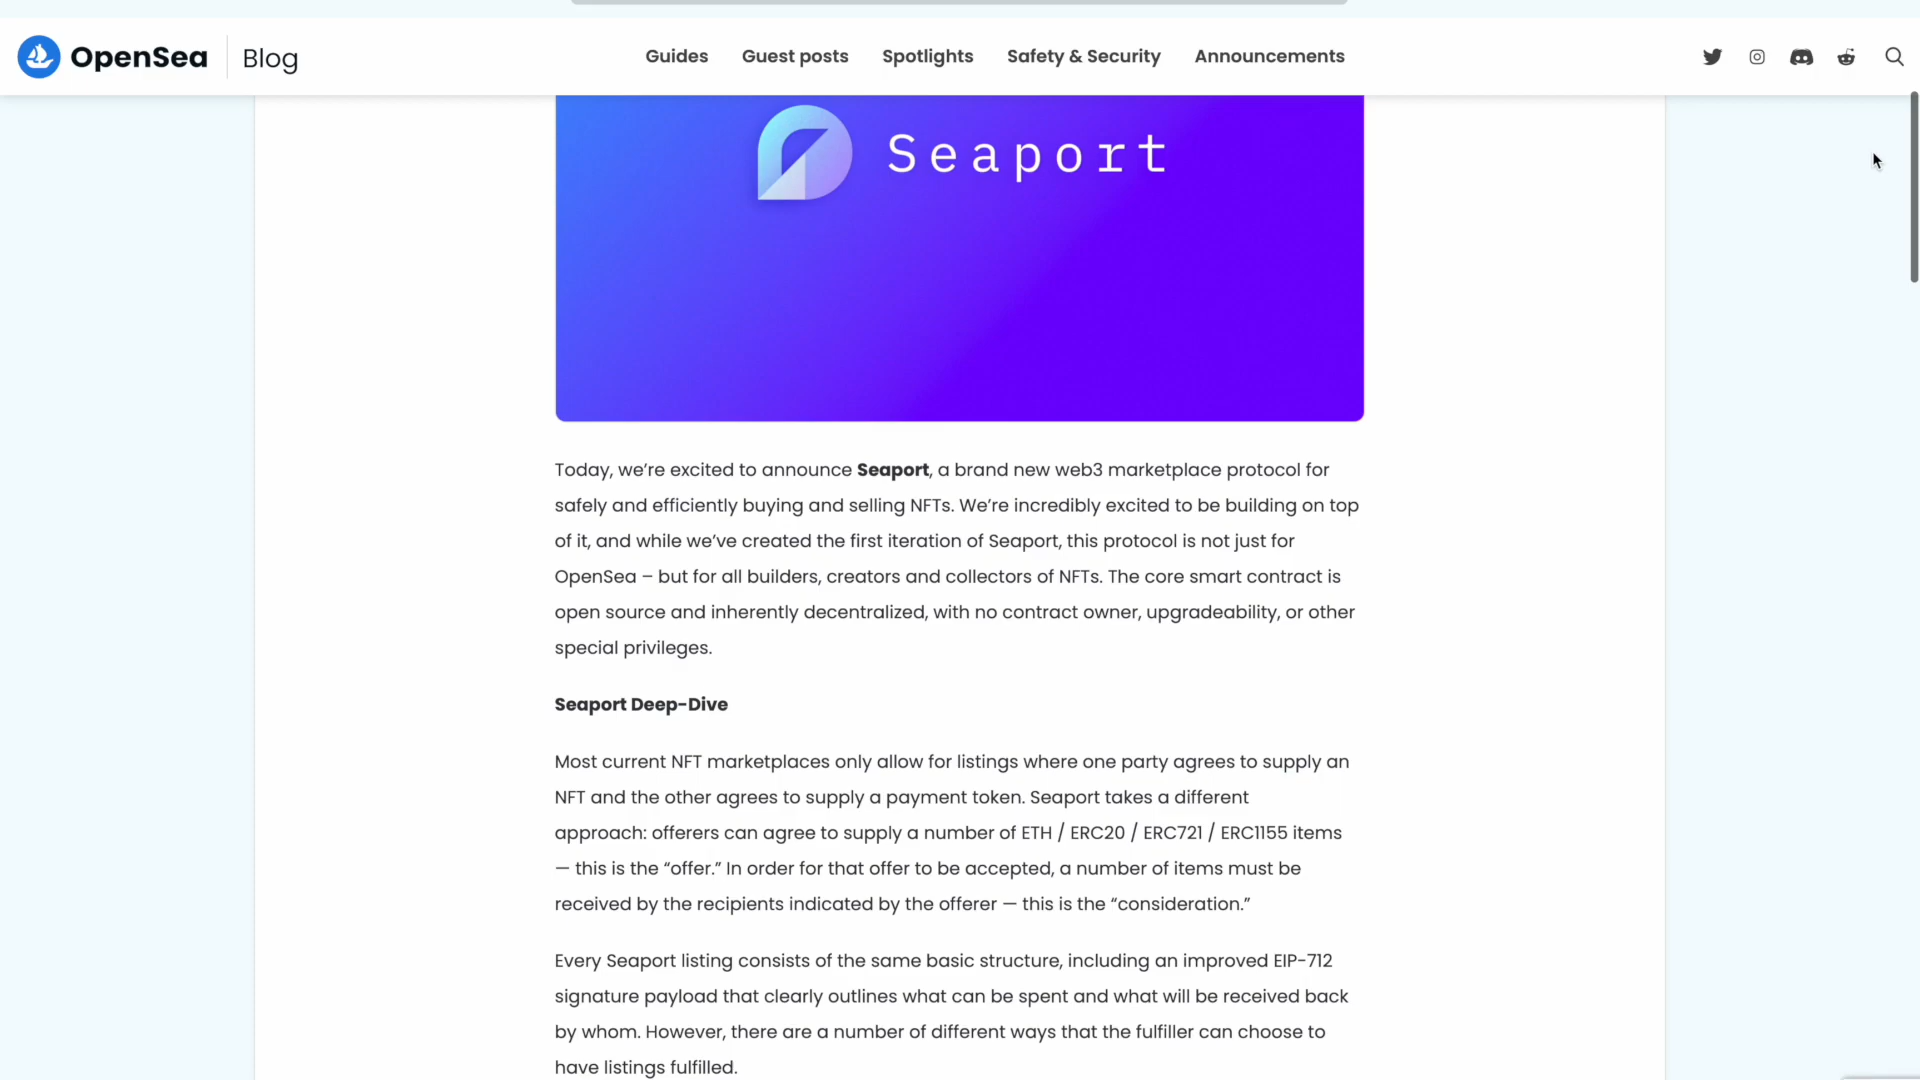 OpenSea Blog Guides Guest posts Spotlights Safety & Security Announcements
Seaport
Today, we’re excited to announce Seaport, a brand new web3 marketplace protocol for
safely and efficiently buying and selling NFTs. We’re incredibly excited to be building on top
of it, and while we’ve created the first iteration of Seaport, this protocol is not just for
OpenSea – but for all builders, creators and collectors of NFTs. The core smart contract is
open source and inherently decentralized, with no contract owner, upgradeability, or other
special privileges.
Seaport Deep-Dive
Most current NFT marketplaces only allow for listings where one party agrees to supply an
NFT and the other agrees to supply a payment token. Seaport takes a different
approach: offerers can agree to supply a number of ETH / ERC20 / ERC721 / ERC1155 items
— this is the “offer.” In order for that offer to be accepted, a number of items must be
received by the recipients indicated by the offerer — this is the “consideration.”
Every Seaport listing consists of the same basic structure, including an improved EIP-712
signature payload that clearly outlines what can be spent and what will be received back
by whom. However, there are a number of different ways that the fulfiller can choose to
have listings fulfilled.